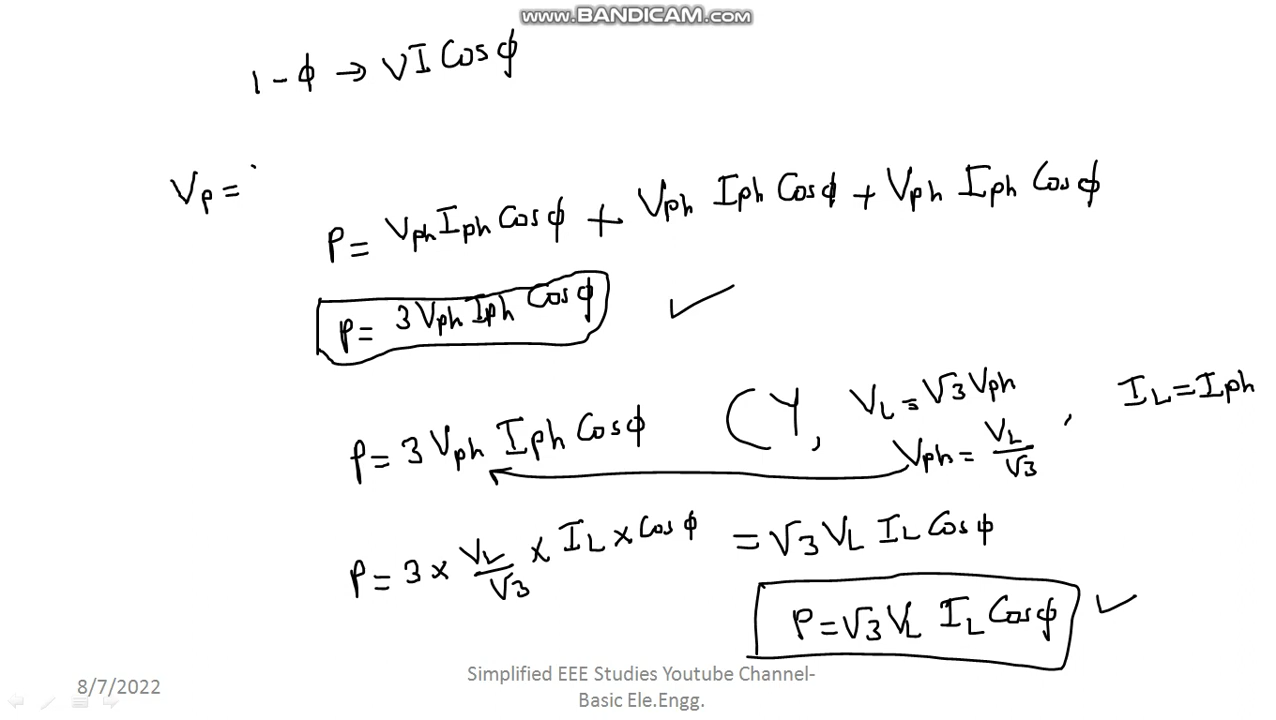 www.BANDICAM.com
1-ϕ → VI Cosϕ
Vp =
P = Vph Iph Cosϕ + Vph Iph Cosϕ + Vph Iph Cosϕ
P = 3 Vph Iph Cosϕ ✓
P = 3 Vph Iph Cosϕ
Y, VL = √3 Vph , IL = Iph
Vph = VL/√3
P = 3 × VL/√3 × IL × Cosϕ = √3 VL IL Cosϕ
P = √3 VL IL Cosϕ ✓
8/7/2022
Simplified EEE Studies Youtube Channel-
Basic Ele.Engg.